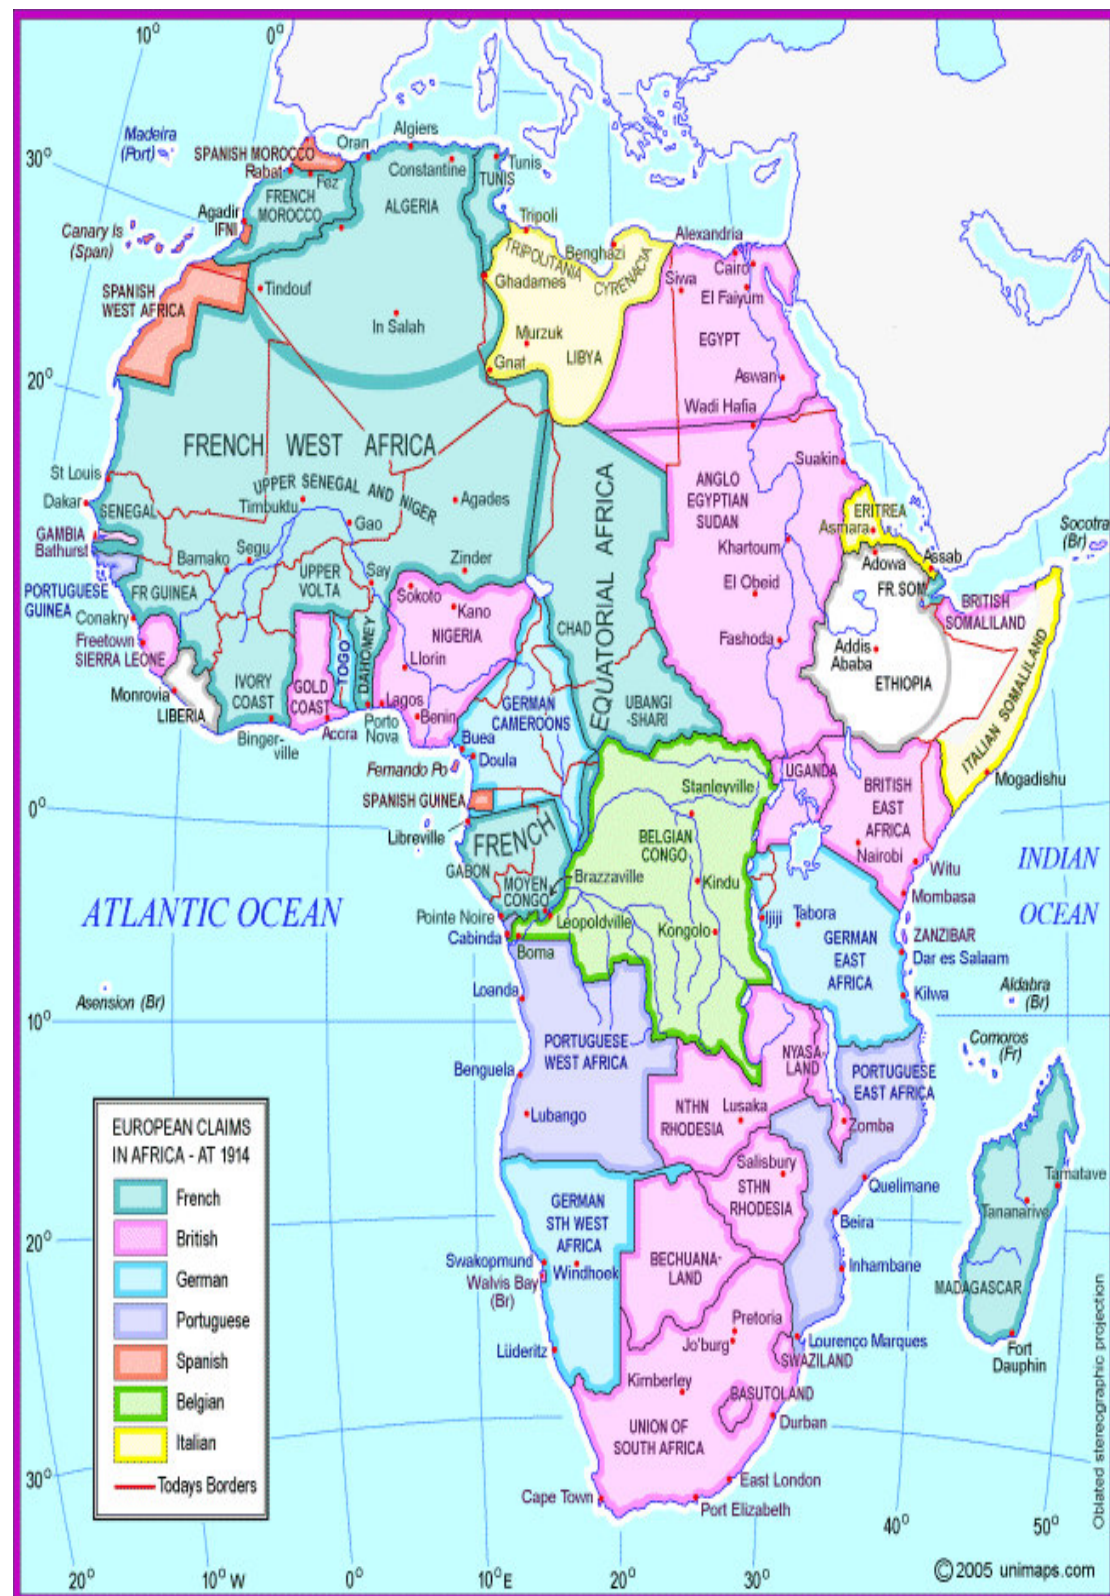 10°
0°
Madeira
(Port)
30°
Canary Is
(Span)
20°
SPANISH MOROCCO
Rabat
Fez
FRENCH
MOROCCO
Agadir
IFNI
SPANISH
WEST AFRICA
Oran
Algiers
Constantine
Tunis
TUNIS
ALGERIA
Tindouf
In Salah
Tripoli
TRIPOLITANIA
Benghazi
CYRENACIA
Ghadames
Murzuk
LIBYA
Gnat
Alexandria
Cairo
Siwa
El Faiyum
EGYPT
Aswan
Wadi Halfa
FRENCH WEST AFRICA
UPPER SENEGAL AND NIGER
St Louis
Dakar
SENEGAL
Timbuktu
Gao
Agades
GAMBIA
Bathurst
Bamako
Segu
Zinder
Say
PORTUGUESE
GUINEA
FR GUINEA
UPPER
VOLTA
Conakry
Freetown
SIERRA LEONE
Monrovia
LIBERIA
IVORY
COAST
Binger-
ville
GOLD
COAST
Accra
TOGO
DAHOMEY
Porto
Nova
Sokoto
Kano
NIGERIA
Llorin
Lagos
Benin
CHAD
EQUATORIAL AFRICA
UBANGI
-SHARI
GERMAN
CAMEROONS
Buea
Doula
Fernando Po
SPANISH GUINEA
Libreville
FRENCH
GABON
MOYEN
CONGO
Brazzaville
Pointe Noire
Cabinda
Leopoldville
Boma
ANGLO
EGYPTIAN
SUDAN
Suakin
Khartoum
El Obeid
Fashoda
ERITREA
Asmara
Adowa
Assab
FR.SOM.
BRITISH
SOMALILAND
Socotra
(Br)
Addis
Ababa
ETHIOPIA
ITALIAN SOMALILAND
Mogadishu
UGANDA
BRITISH
EAST
AFRICA
Nairobi
Witu
Mombasa
Stanleyville
BELGIAN
CONGO
Kindu
Kongolo
Ijiji
Tabora
GERMAN
EAST
AFRICA
ZANZIBAR
Dar es Salaam
Kilwa
INDIAN
OCEAN
Aldabra
(Br)
Comoros
(Fr)
0°
ATLANTIC OCEAN
Asension (Br)
10°
Loanda
PORTUGUESE
WEST AFRICA
Benguela
Lubango
NYASA-
LAND
PORTUGUESE
EAST AFRICA
NTHN
RHODESIA
Lusaka
Zomba
Salisbury
STHN
RHODESIA
Quelimane
Beira
Inhambane
Tamatave
Tananarive
MADAGASCAR
Fort
Dauphin
GERMAN
STH WEST
AFRICA
Swakopmund
Windhoek
Walvis Bay
(Br)
Lüderitz
BECHUANA-
LAND
Pretoria
Jo'burg
Lourenço Marques
SWAZILAND
Kimberley
BASUTOLAND
Durban
UNION OF
SOUTH AFRICA
East London
Cape Town
Port Elizabeth
EUROPEAN CLAIMS
IN AFRICA - AT 1914
French
British
German
Portuguese
Spanish
Belgian
Italian
Todays Borders
20°
30°
20°
10° W
0°
10° E
20°
30°
40°
50°
Oblated stereographic projection
© 2005 unimaps.com